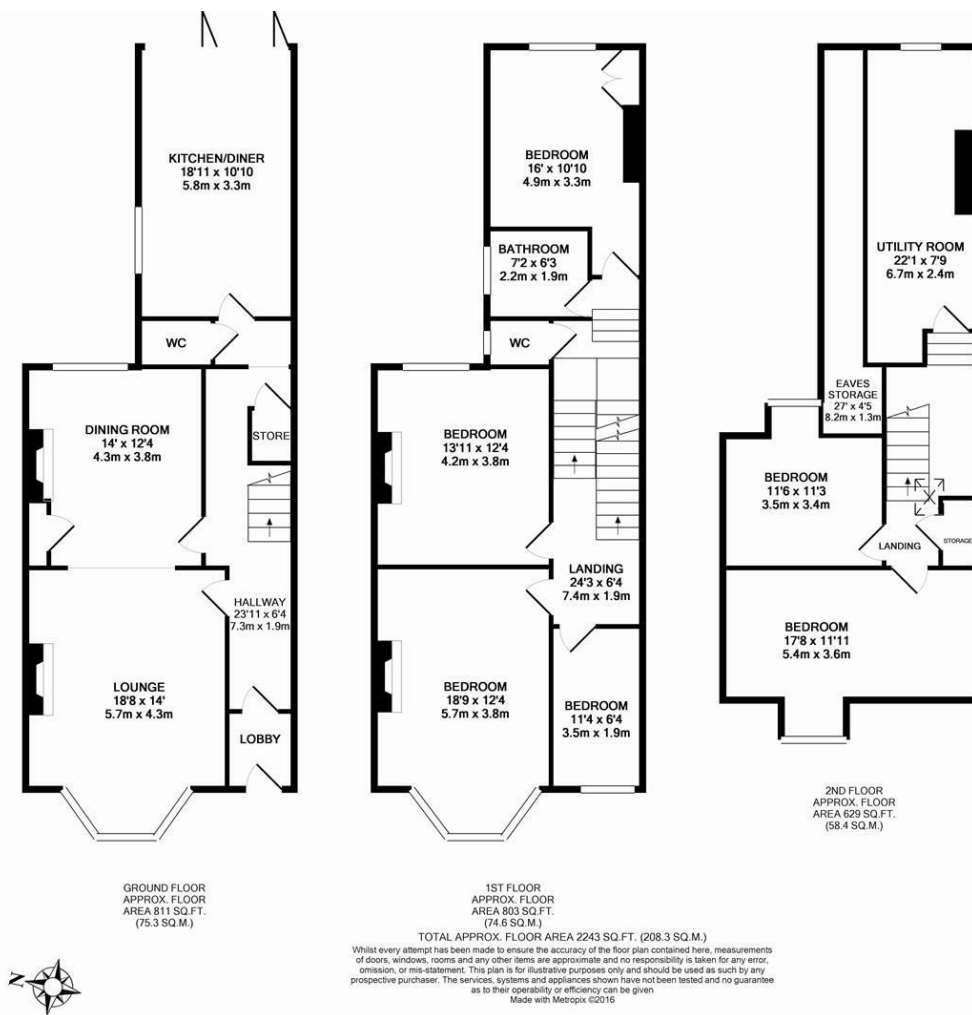 KITCHEN/DINER
18'11 x 10'10
5.8m x 3.3m
WC
DINING ROOM
14' x 12'4
4.3m x 3.8m
STORE
HALLWAY
23'11 x 6'4
7.3m x 1.9m
LOUNGE
18'8 x 14'
5.7m x 4.3m
LOBBY
GROUND FLOOR
APPROX. FLOOR
AREA 811 SQ.FT.
(75.3 SQ.M.)
BEDROOM
16' x 10'10
4.9m x 3.3m
BATHROOM
7'2 x 6'3
2.2m x 1.9m
WC
BEDROOM
13'11 x 12'4
4.2m x 3.8m
LANDING
24'3 x 6'4
7.4m x 1.9m
BEDROOM
18'9 x 12'4
5.7m x 3.8m
BEDROOM
11'4 x 6'4
3.5m x 1.9m
1ST FLOOR
APPROX. FLOOR
AREA 803 SQ.FT.
(74.6 SQ.M.)
UTILITY ROOM
22'1 x 7'9
6.7m x 2.4m
EAVES
STORAGE
27' x 4'5
8.2m x 1.3m
BEDROOM
11'6 x 11'3
3.5m x 3.4m
LANDING
STORAGE
BEDROOM
17'8 x 11'11
5.4m x 3.6m
2ND FLOOR
APPROX. FLOOR
AREA 629 SQ.FT.
(58.4 SQ.M.)
TOTAL APPROX. FLOOR AREA 2243 SQ.FT. (208.3 SQ.M.)
Whilst every attempt has been made to ensure the accuracy of the floor plan contained here, measurements
of doors, windows, rooms and any other items are approximate and no responsibility is taken for any error,
omission, or mis-statement. This plan is for illustrative purposes only and should be used as such by any
prospective purchaser. The services, systems and appliances shown have not been tested and no guarantee
as to their operability or efficiency can be given
Made with Metropix ©2016
N